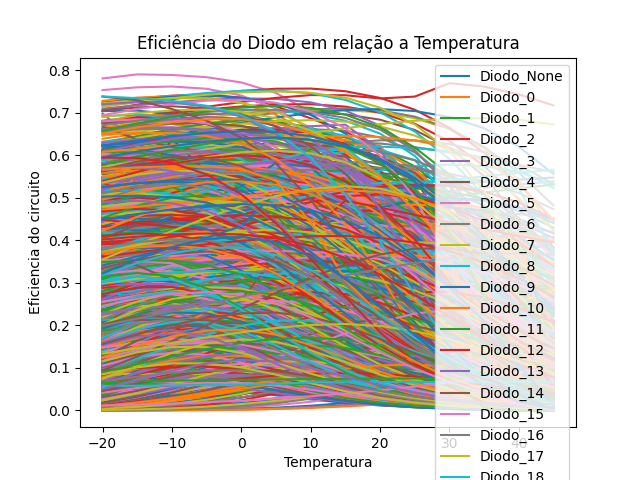 Eficiência do Diodo em relação a Temperatura
Eficiencia do circuito
0.8
0.7
0.6
0.5
0.4
0.3
0.2
0.1
0.0
−20
−10
0
10
20
30
40
Temperatura
Diodo_None
Diodo_0
Diodo_1
Diodo_2
Diodo_3
Diodo_4
Diodo_5
Diodo_6
Diodo_7
Diodo_8
Diodo_9
Diodo_10
Diodo_11
Diodo_12
Diodo_13
Diodo_14
Diodo_15
Diodo_16
Diodo_17
Diodo_18